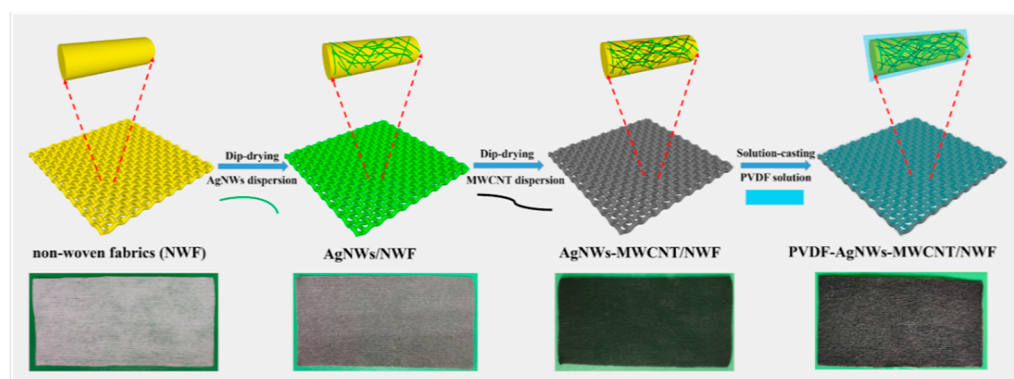 Dip-drying
AgNWs dispersion
Dip-drying
MWCNT dispersion
Solution-casting
PVDF solution
non-woven fabrics (NWF)
AgNWs/NWF
AgNWs-MWCNT/NWF
PVDF-AgNWs-MWCNT/NWF